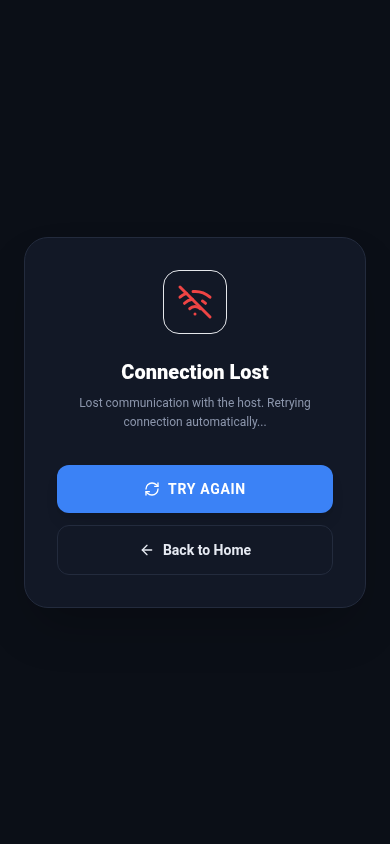 Connection Lost
Lost communication with the host. Retrying
connection automatically...
TRY AGAIN
Back to Home